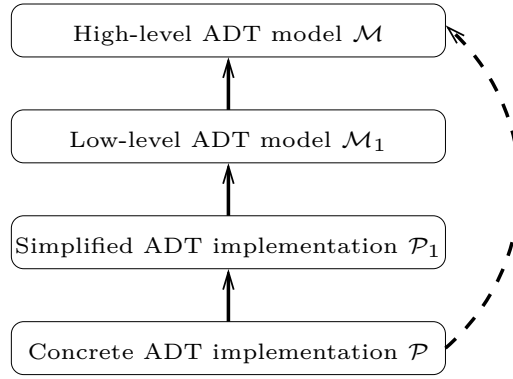 High-level ADT model ℳ
Low-level ADT model ℳ₁
Simplified ADT implementation 𝒫₁
Concrete ADT implementation 𝒫